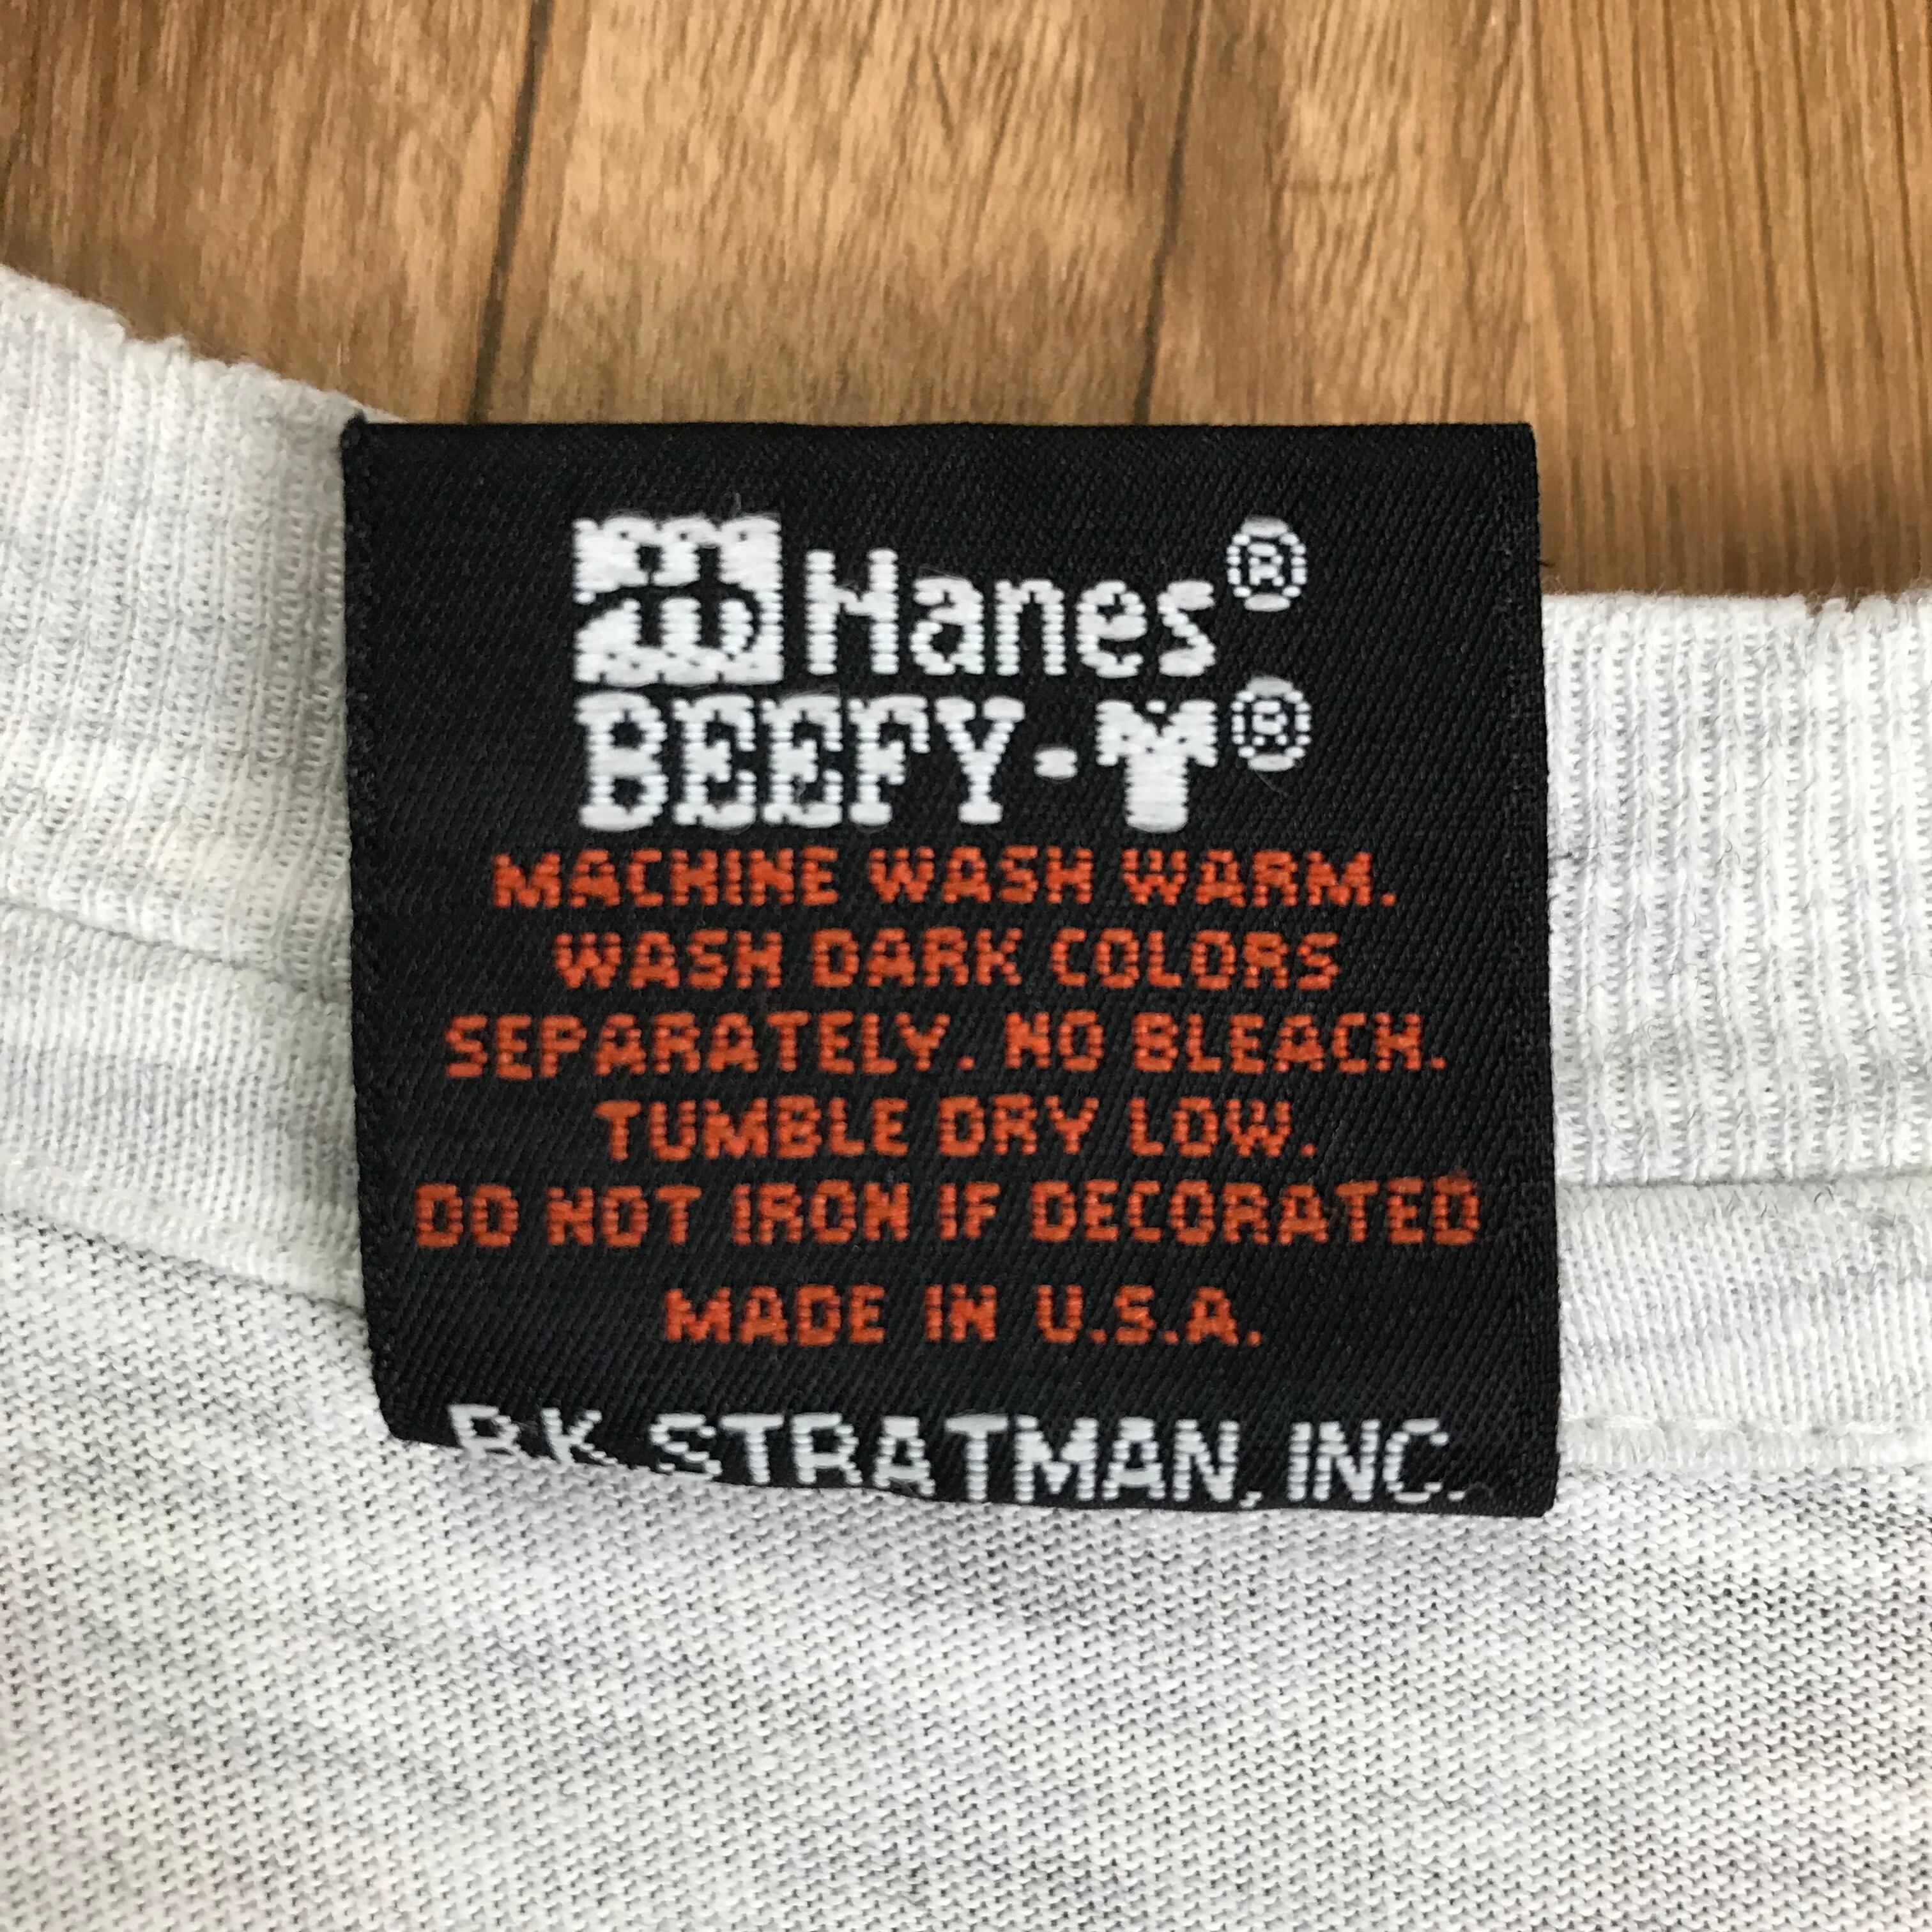 Hanes®
BEEFY-T®
MACHINE WASH WARM.
WASH DARK COLORS
SEPARATELY. NO BLEACH.
TUMBLE DRY LOW.
DO NOT IRON IF DECORATED
MADE IN U.S.A.
R.K. STRATMAN, INC.